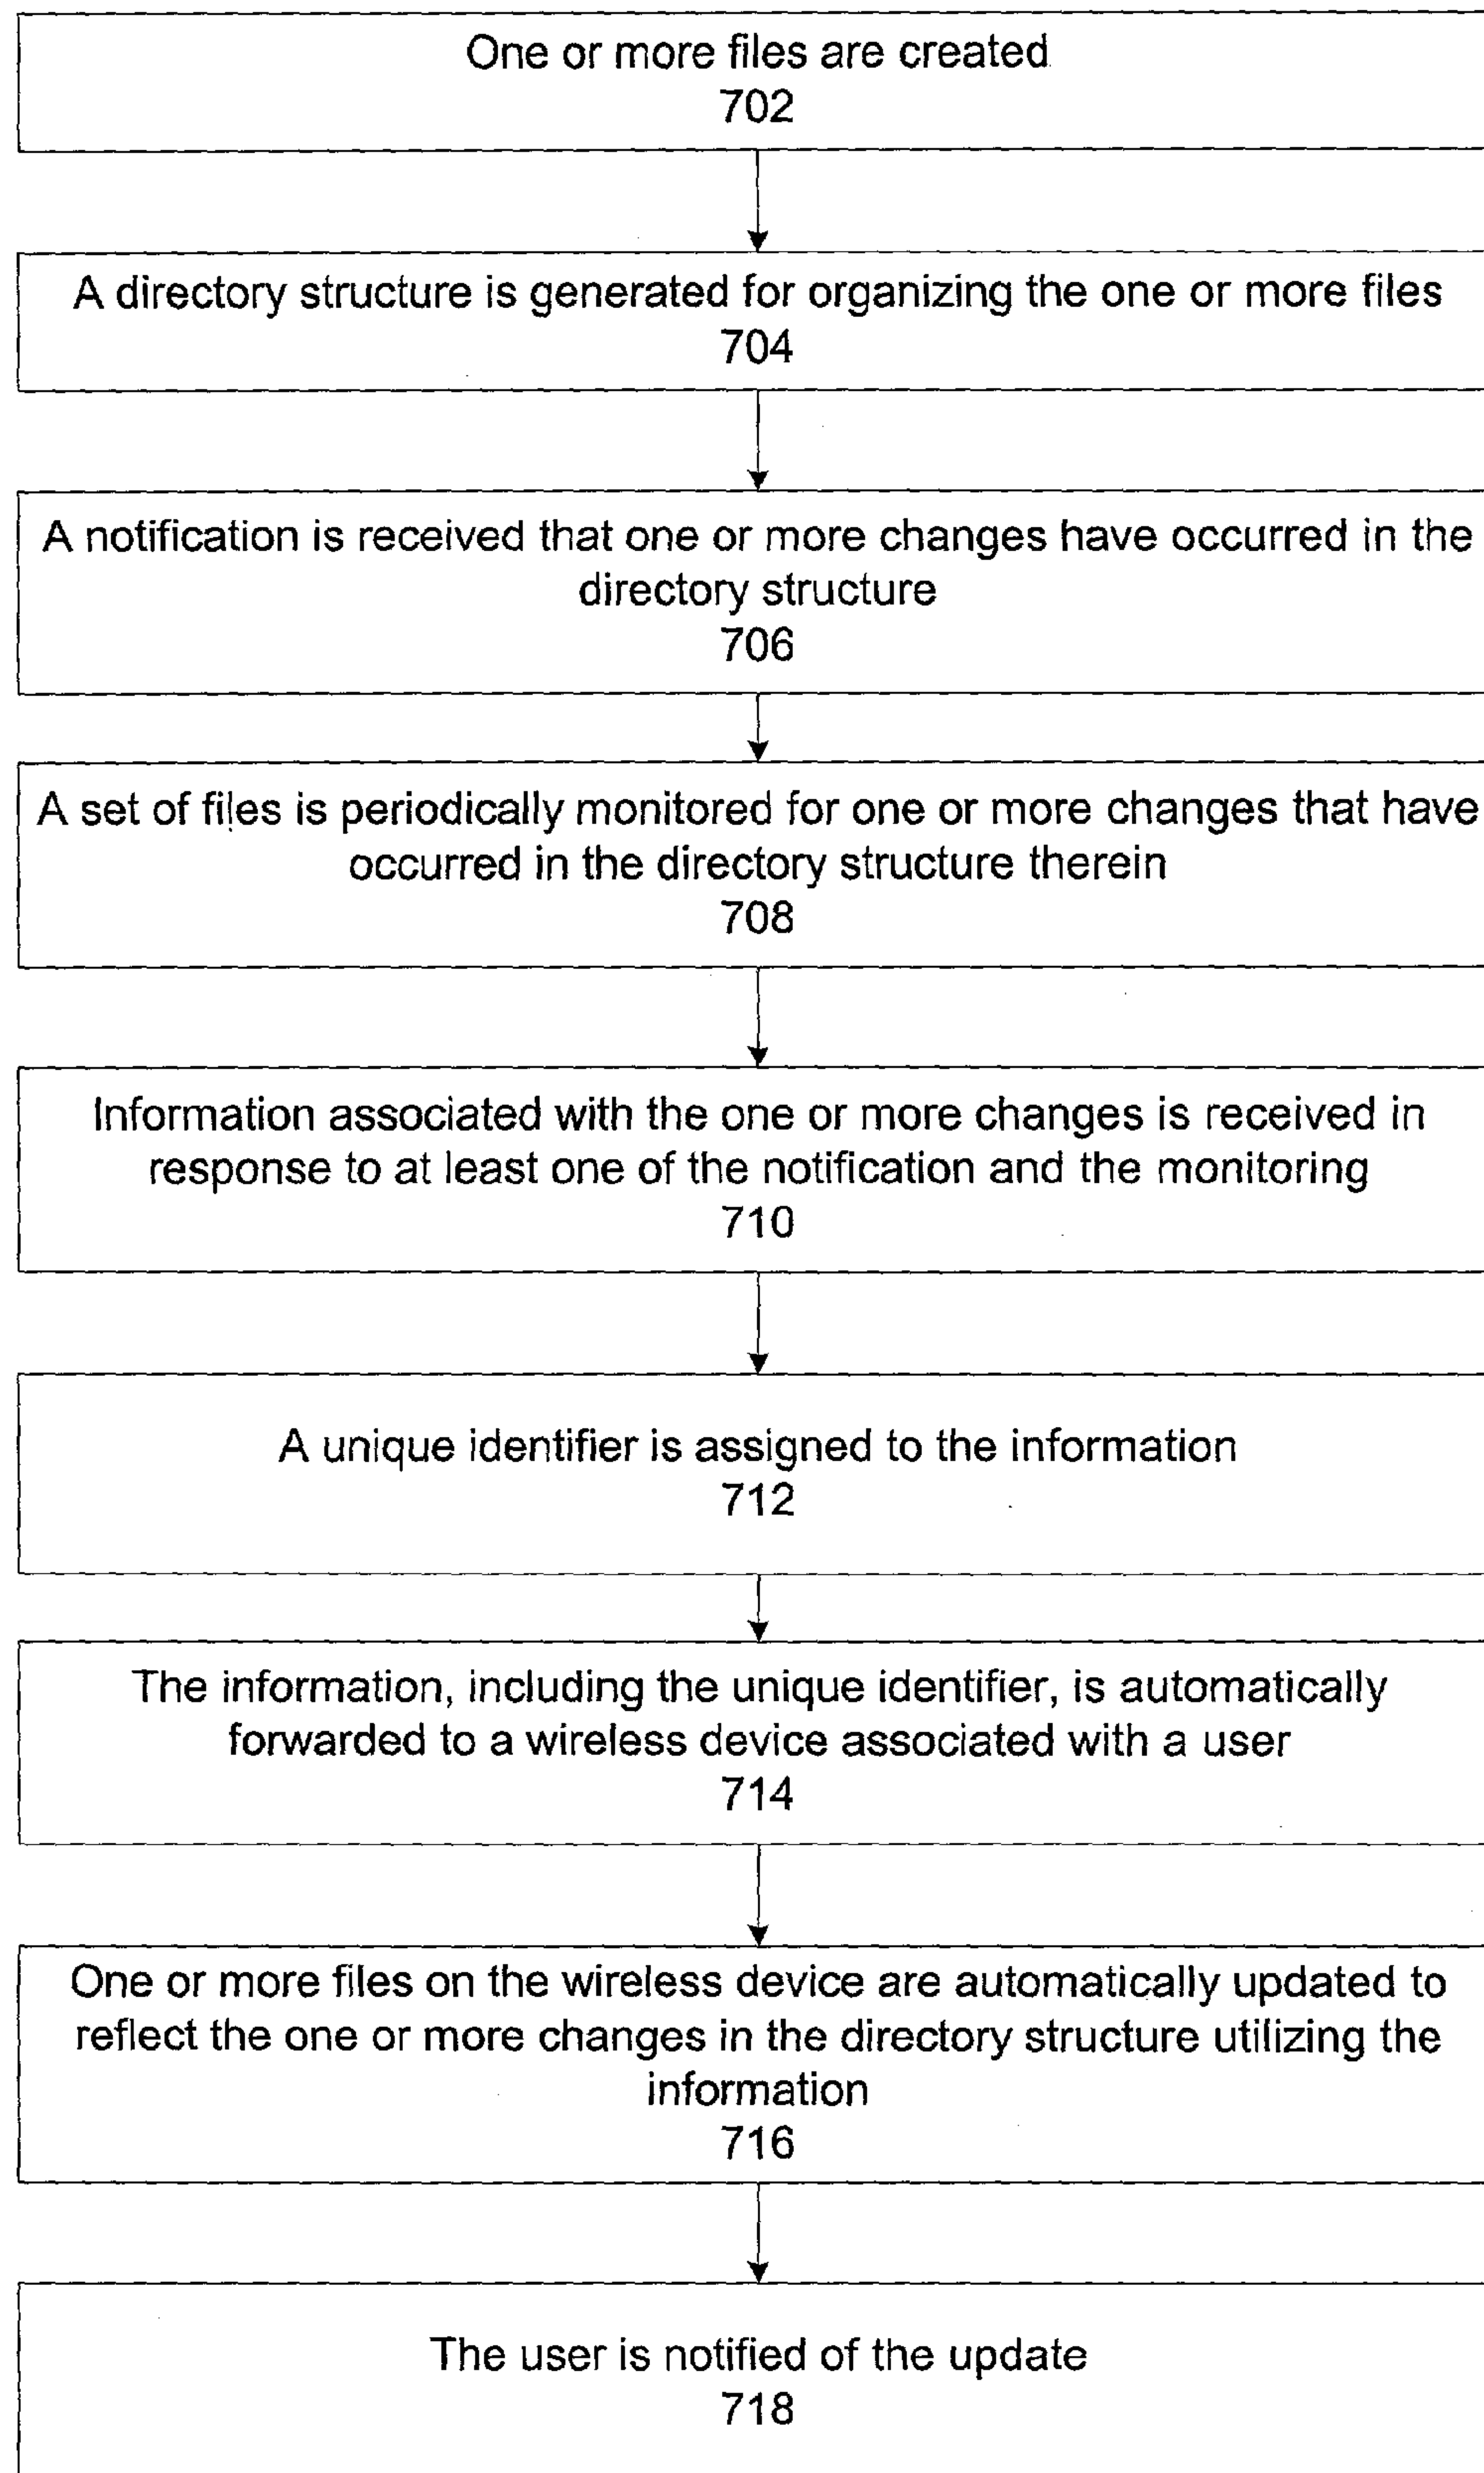 One or more files are created
702
A directory structure is generated for organizing the one or more files
704
A notification is received that one or more changes have occurred in the
directory structure
706
A set of files is periodically monitored for one or more changes that have
occurred in the directory structure therein
708
Information associated with the one or more changes is received in
response to at least one of the notification and the monitoring
710
A unique identifier is assigned to the information
712
The information, including the unique identifier, is automatically
forwarded to a wireless device associated with a user
714
One or more files on the wireless device are automatically updated to
reflect the one or more changes in the directory structure utilizing the
information
716
The user is notified of the update
718